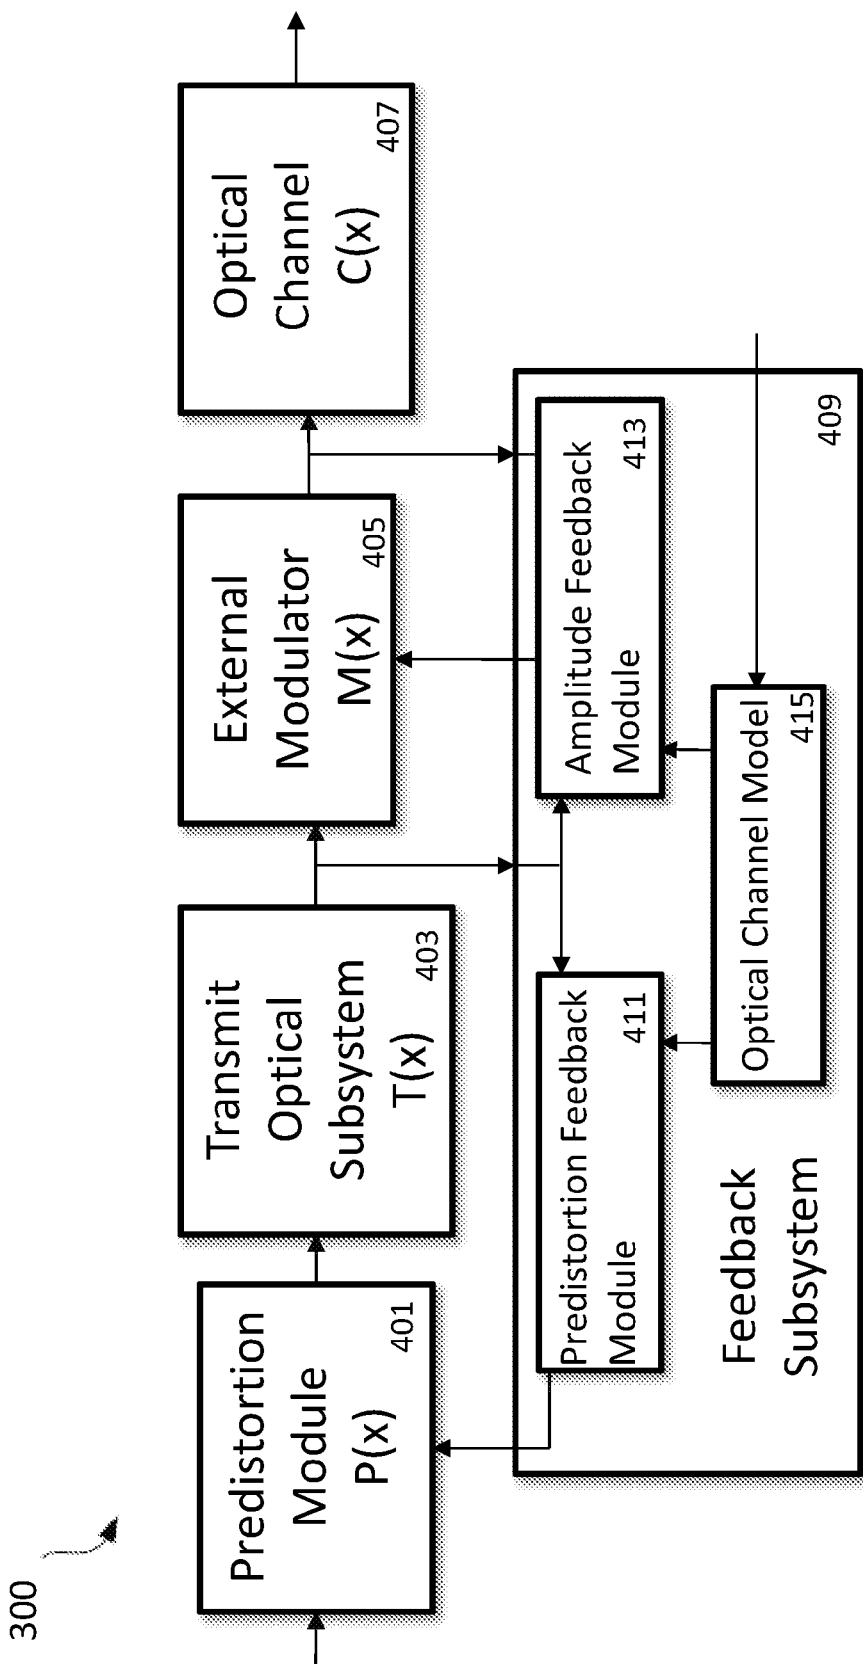 300
Predistortion
Module
P(x)
401
Transmit
Optical
Subsystem
T(x)
403
External
Modulator
M(x)
405
Optical
Channel
C(x)
407
Predistortion Feedback
Module
411
Amplitude Feedback
Module
413
Optical Channel Model
415
Feedback
Subsystem
409